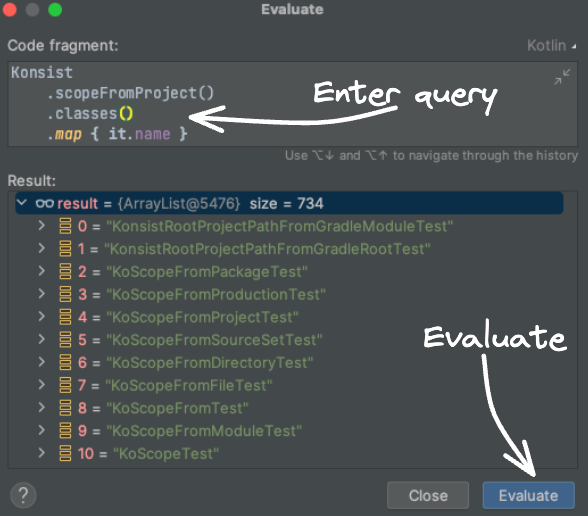 Evaluate
Code fragment:
Kotlin
Konsist
.scopeFromProject()
.classes()
.map { it.name }
Enter query
Use ⌥↓ and ⌥↑ to navigate through the history
Result:
result = {ArrayList@5476} size = 734
0 = "KonsistRootProjectPathFromGradleModuleTest"
1 = "KonsistRootProjectPathFromGradleRootTest"
2 = "KoScopeFromPackageTest"
3 = "KoScopeFromProductionTest"
4 = "KoScopeFromProjectTest"
5 = "KoScopeFromSourceSetTest"
6 = "KoScopeFromDirectoryTest"
7 = "KoScopeFromFileTest"
8 = "KoScopeFromTest"
9 = "KoScopeFromModuleTest"
10 = "KoScopeTest"
Evaluate
?
Close
Evaluate